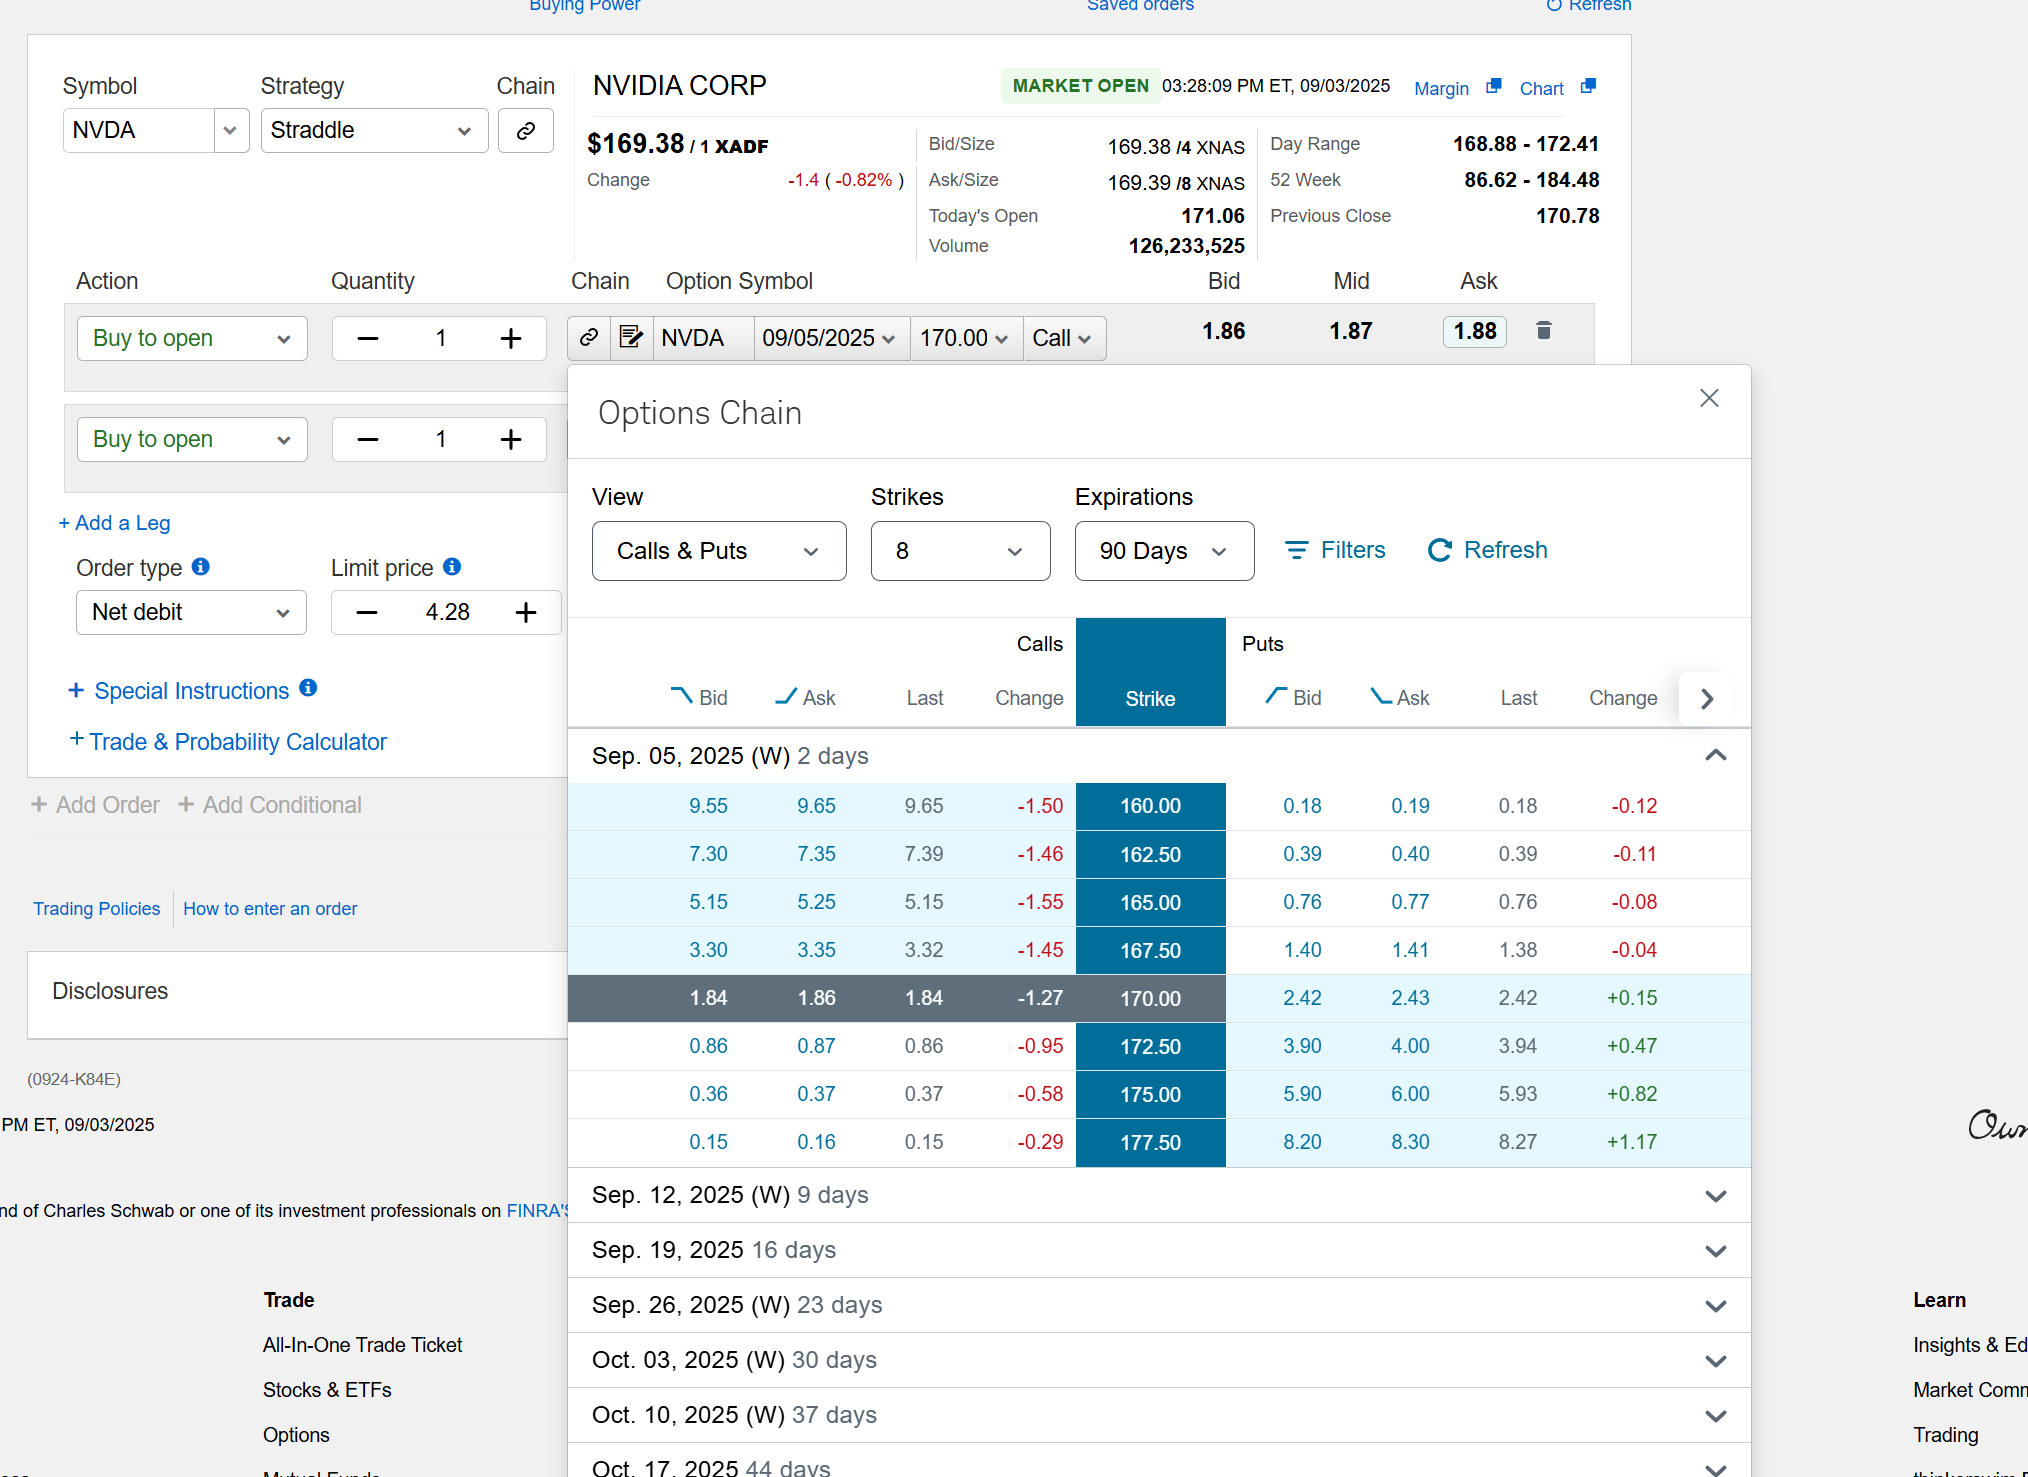 Buying Power Saved orders Refresh
Symbol Strategy Chain
NVDA Straddle
NVIDIA CORP MARKET OPEN 03:28:09 PM ET, 09/03/2025 Margin Chart
$169.38 / 1 XADF
Change -1.4 ( -0.82% )
Bid/Size 169.38 /4 XNAS
Ask/Size 169.39 /8 XNAS
Today's Open 171.06
Volume 126,233,525
Day Range 168.88 - 172.41
52 Week 86.62 - 184.48
Previous Close 170.78
Action Quantity Chain Option Symbol Bid Mid Ask
Buy to open 1 NVDA 09/05/2025 170.00 Call 1.86 1.87 1.88
Buy to open 1
+ Add a Leg
Order type Limit price
Net debit 4.28
+ Special Instructions
+ Trade & Probability Calculator
+ Add Order + Add Conditional
Trading Policies How to enter an order
Disclosures
(0924-K84E)
PM ET, 09/03/2025
nd of Charles Schwab or one of its investment professionals on FINRA'S
Options Chain
View Strikes Expirations
Calls & Puts 8 90 Days Filters Refresh
Calls Puts
Bid Ask Last Change Strike Bid Ask Last Change
Sep. 05, 2025 (W) 2 days
9.55 9.65 9.65 -1.50 160.00 0.18 0.19 0.18 -0.12
7.30 7.35 7.39 -1.46 162.50 0.39 0.40 0.39 -0.11
5.15 5.25 5.15 -1.55 165.00 0.76 0.77 0.76 -0.08
3.30 3.35 3.32 -1.45 167.50 1.40 1.41 1.38 -0.04
1.84 1.86 1.84 -1.27 170.00 2.42 2.43 2.42 +0.15
0.86 0.87 0.86 -0.95 172.50 3.90 4.00 3.94 +0.47
0.36 0.37 0.37 -0.58 175.00 5.90 6.00 5.93 +0.82
0.15 0.16 0.15 -0.29 177.50 8.20 8.30 8.27 +1.17
Sep. 12, 2025 (W) 9 days
Sep. 19, 2025 16 days
Sep. 26, 2025 (W) 23 days
Oct. 03, 2025 (W) 30 days
Oct. 10, 2025 (W) 37 days
Oct. 17, 2025 44 days
Trade
All-In-One Trade Ticket
Stocks & ETFs
Options
Mutual Funds
Own
Learn
Insights & Ed
Market Comm
Trading